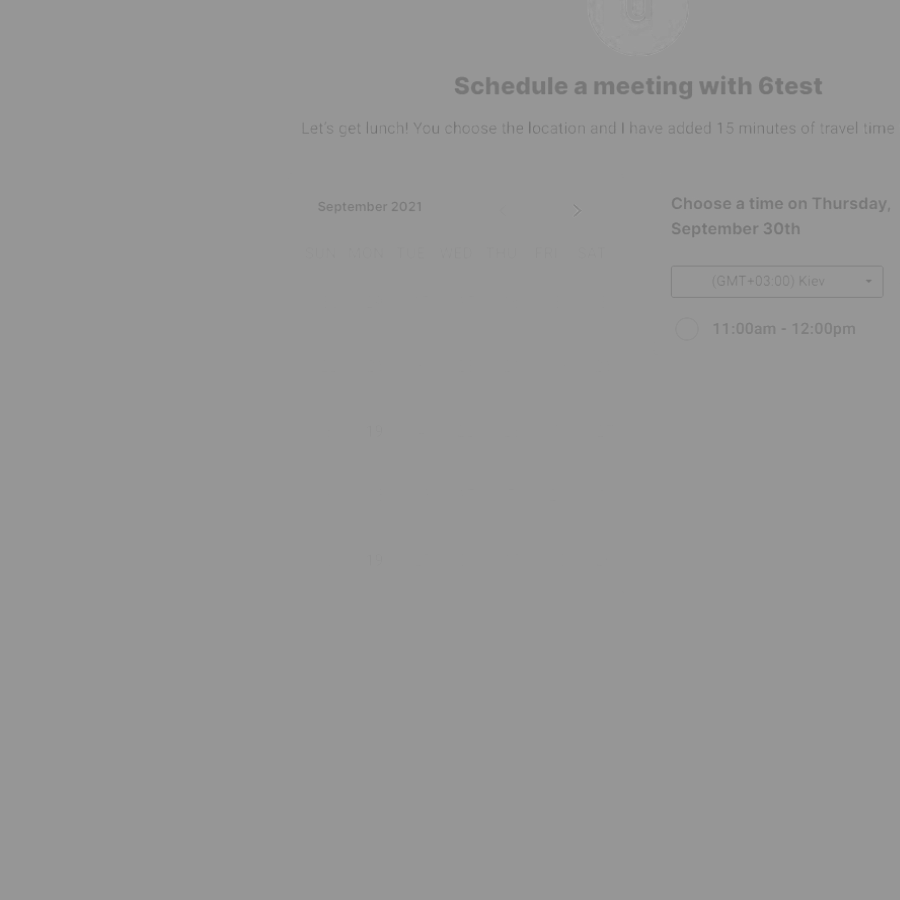 Schedule a meeting with 6test
Let's get lunch! You choose the location and I have added 15 minutes of travel time
September 2021
Choose a time on Thursday,
September 30th
SUN MON TUE WED THU FRI SAT
(GMT+03:00) Kiev
11:00am - 12:00pm